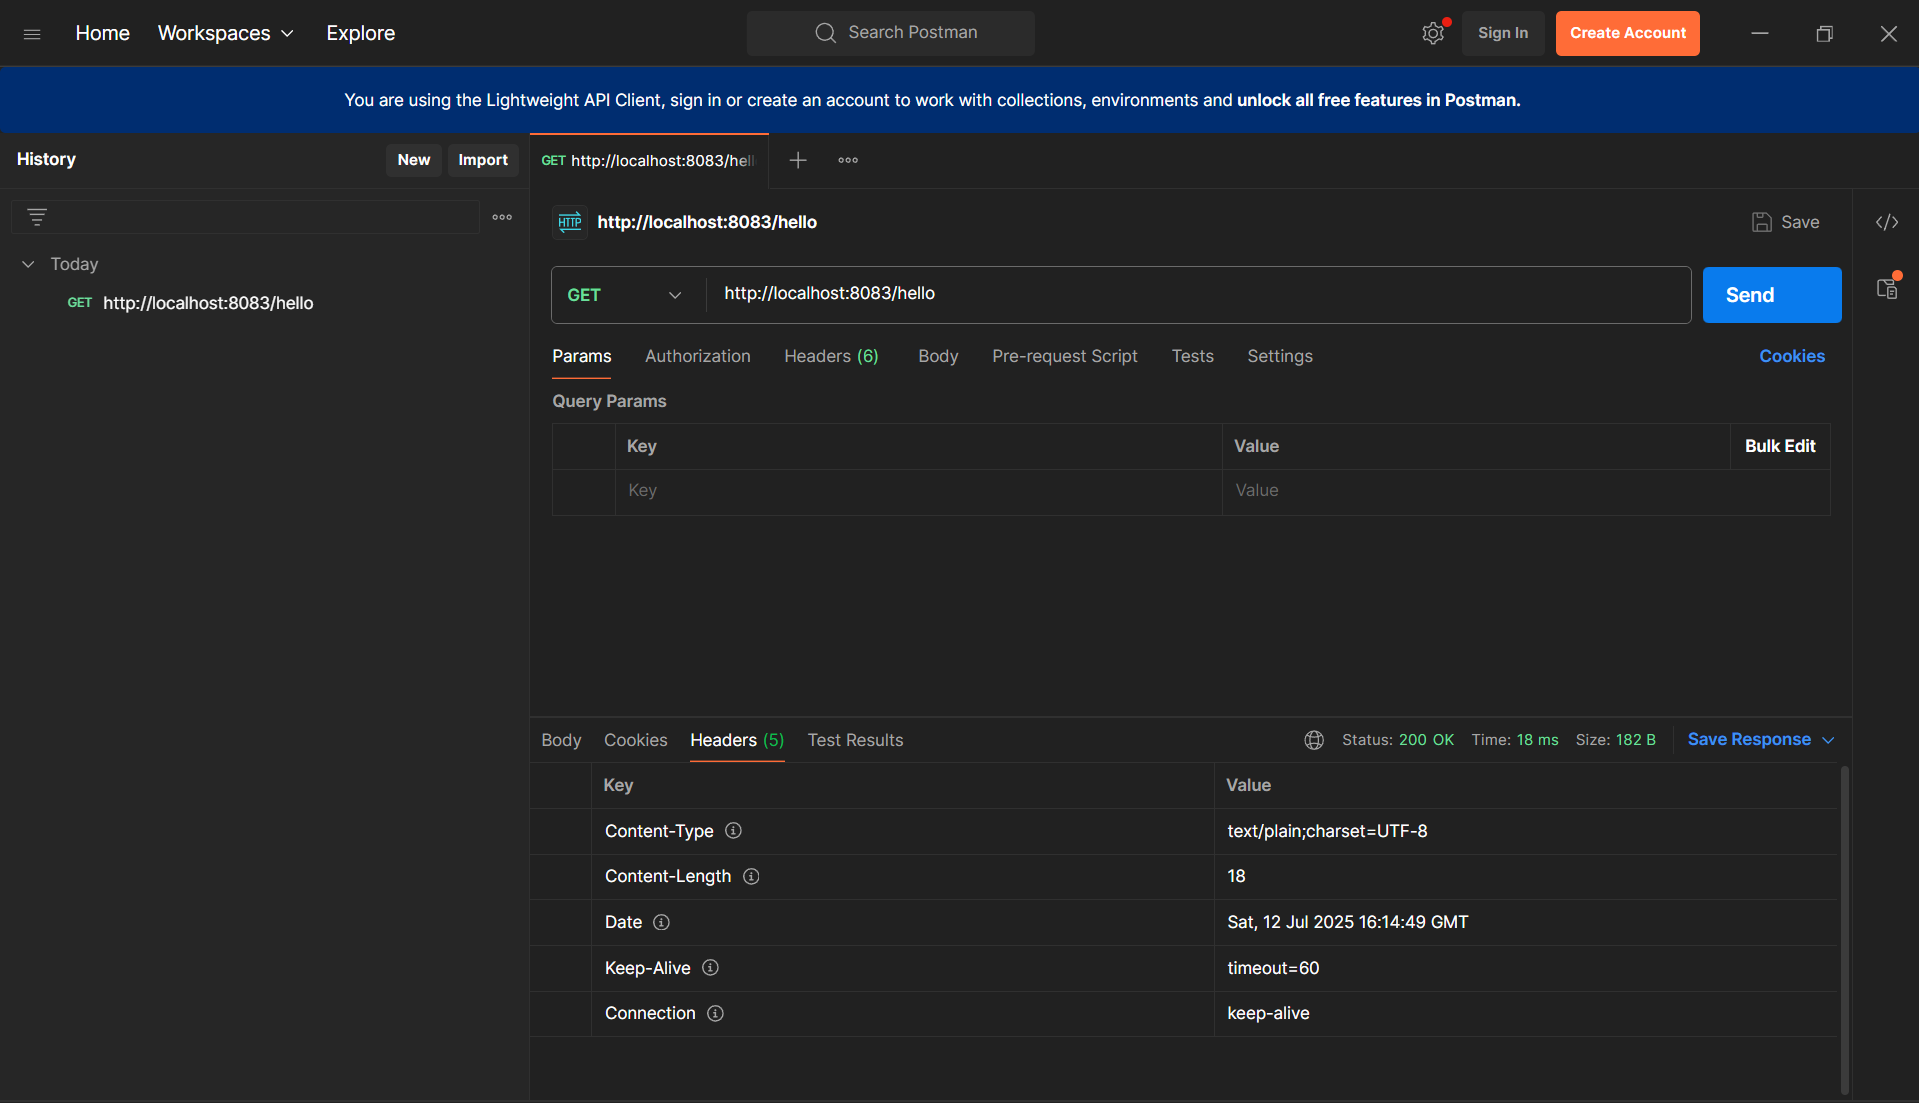 Home Workspaces Explore Search Postman Sign In Create Account
You are using the Lightweight API Client, sign in or create an account to work with collections, environments and unlock all free features in Postman.
History New Import
GET http://localhost:8083/hell
Today
GET http://localhost:8083/hello
HTTP http://localhost:8083/hello Save
GET http://localhost:8083/hello Send
Params Authorization Headers (6) Body Pre-request Script Tests Settings Cookies
Query Params
Key Value Bulk Edit
Key Value
Body Cookies Headers (5) Test Results Status: 200 OK Time: 18 ms Size: 182 B Save Response
Key Value
Content-Type text/plain;charset=UTF-8
Content-Length 18
Date Sat, 12 Jul 2025 16:14:49 GMT
Keep-Alive timeout=60
Connection keep-alive